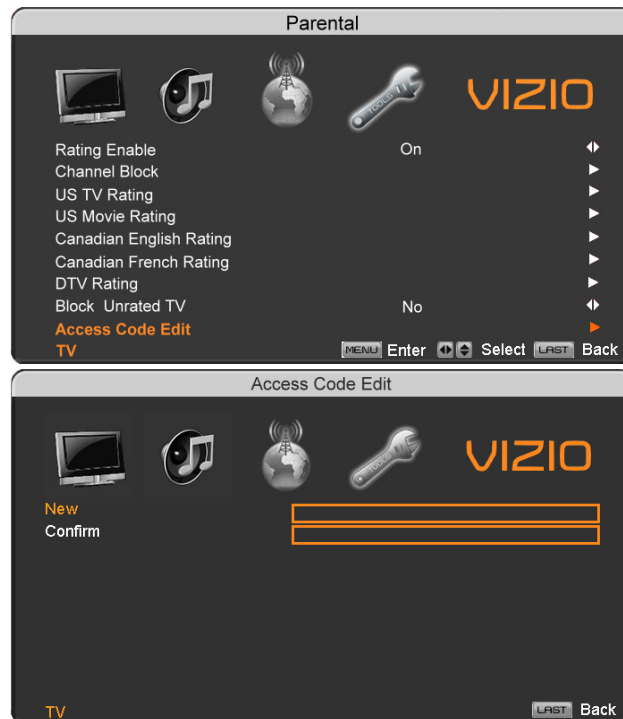 Parental
TOOLS
VIZIO
Rating Enable On
Channel Block
US TV Rating
US Movie Rating
Canadian English Rating
Canadian French Rating
DTV Rating
Block Unrated TV No
Access Code Edit
TV MENU Enter Select LAST Back
Access Code Edit
TOOLS
VIZIO
New
Confirm
TV LAST Back